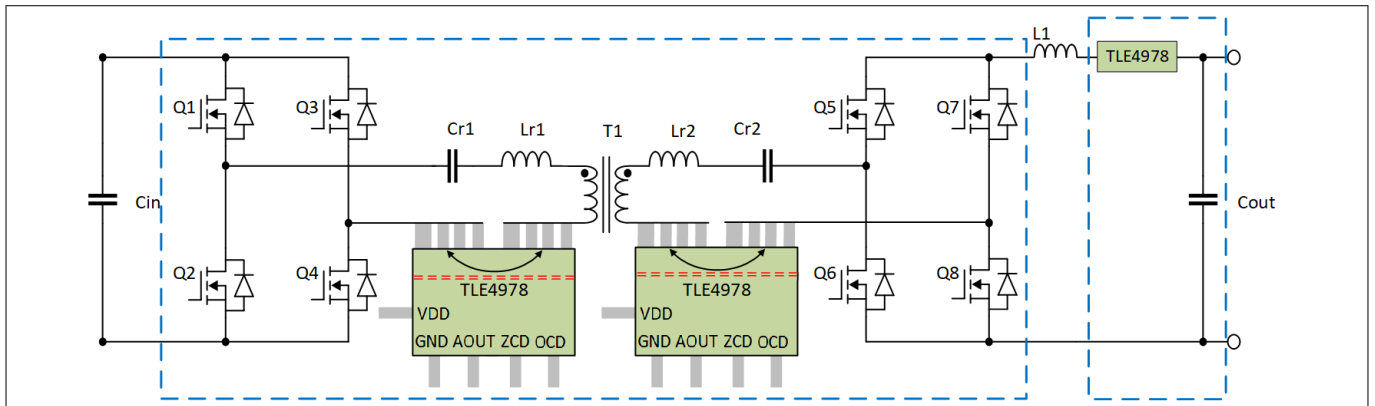 L1
TLE4978
Q1
Q3
Q5
Q7
Cr1
Lr1
T1
Lr2
Cr2
Cin
Cout
Q2
Q4
Q6
Q8
TLE4978
VDD
GND AOUT ZCD OCD
TLE4978
VDD
GND AOUT ZCD OCD